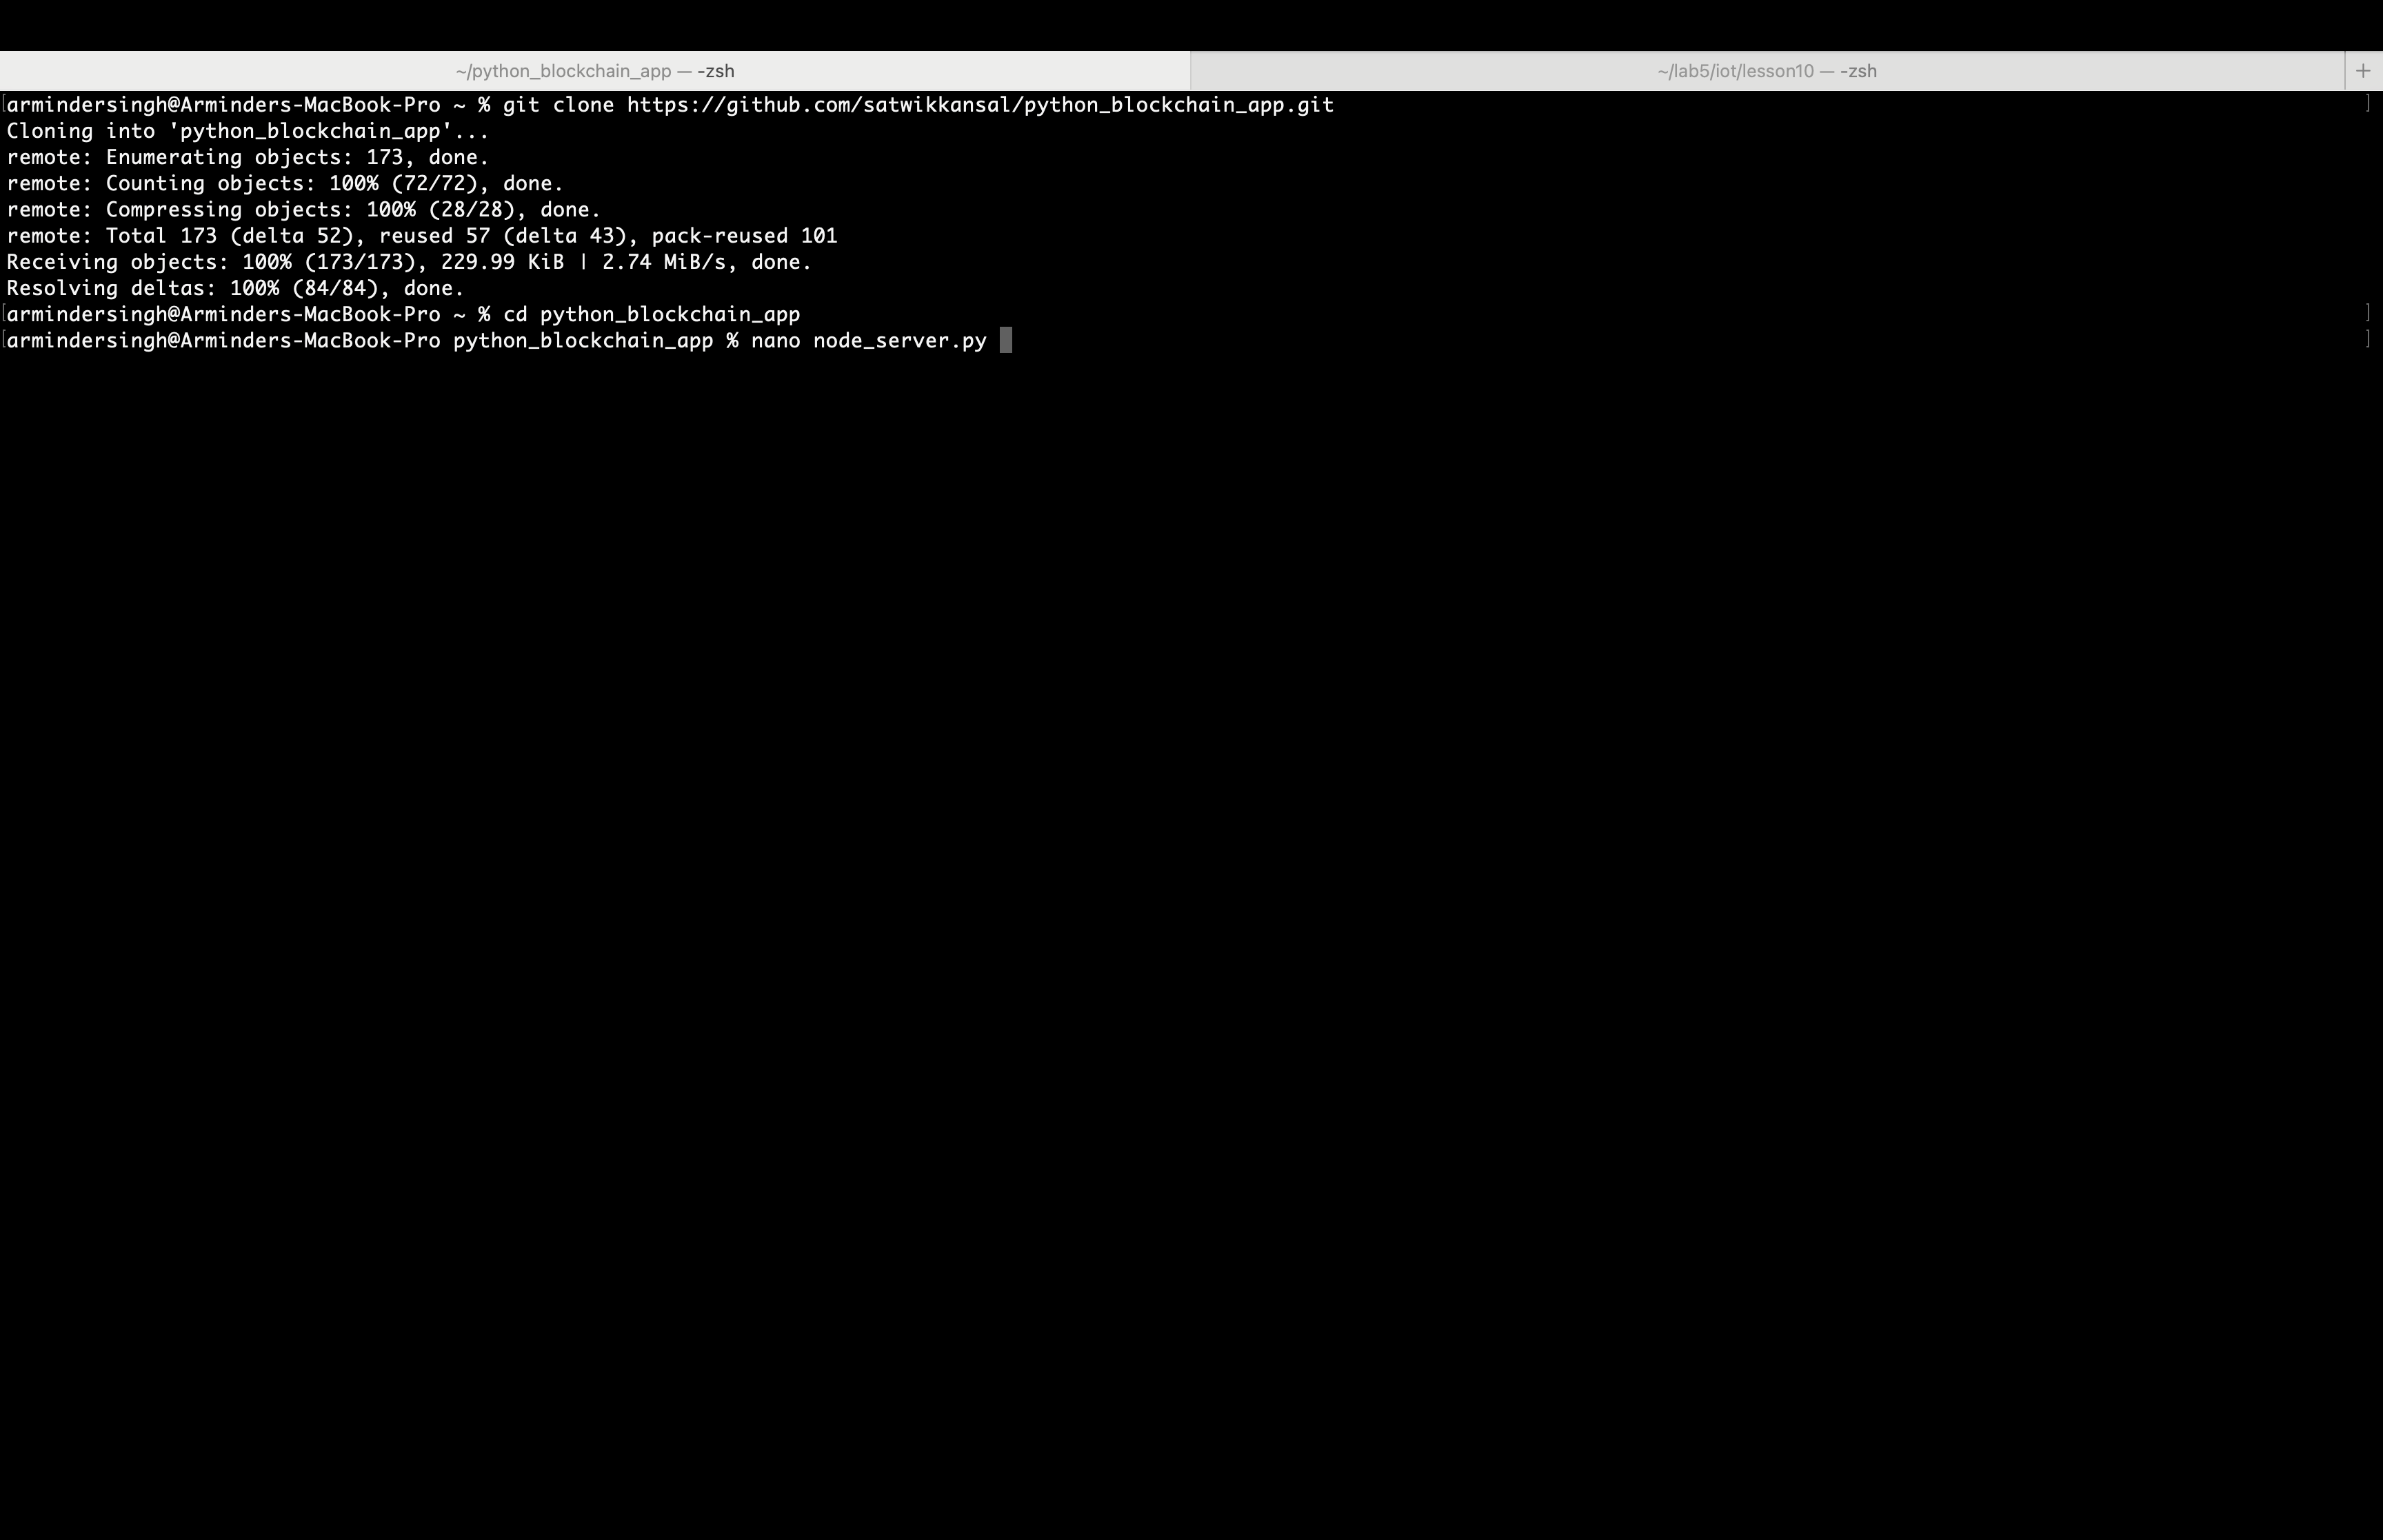 ~/python_blockchain_app — -zsh
~/lab5/iot/lesson10 — -zsh
+
[armindersingh@Arminders-MacBook-Pro ~ % git clone https://github.com/satwikkansal/python_blockchain_app.git ]
Cloning into 'python_blockchain_app'...
remote: Enumerating objects: 173, done.
remote: Counting objects: 100% (72/72), done.
remote: Compressing objects: 100% (28/28), done.
remote: Total 173 (delta 52), reused 57 (delta 43), pack-reused 101
Receiving objects: 100% (173/173), 229.99 KiB | 2.74 MiB/s, done.
Resolving deltas: 100% (84/84), done.
[armindersingh@Arminders-MacBook-Pro ~ % cd python_blockchain_app ]
[armindersingh@Arminders-MacBook-Pro python_blockchain_app % nano node_server.py ]